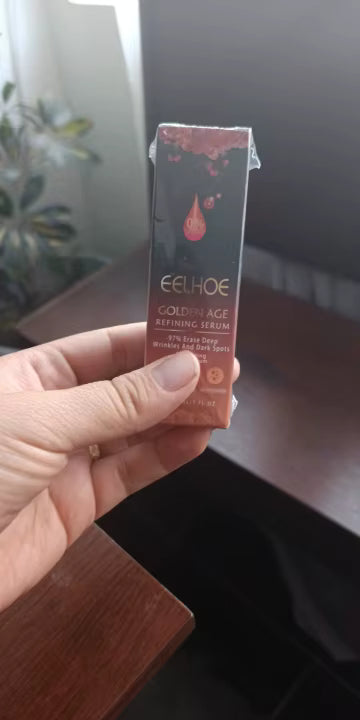 EELHOE
GOLDEN AGE
REFINING SERUM
97% Erase Deep
Wrinkles And Dark Spots